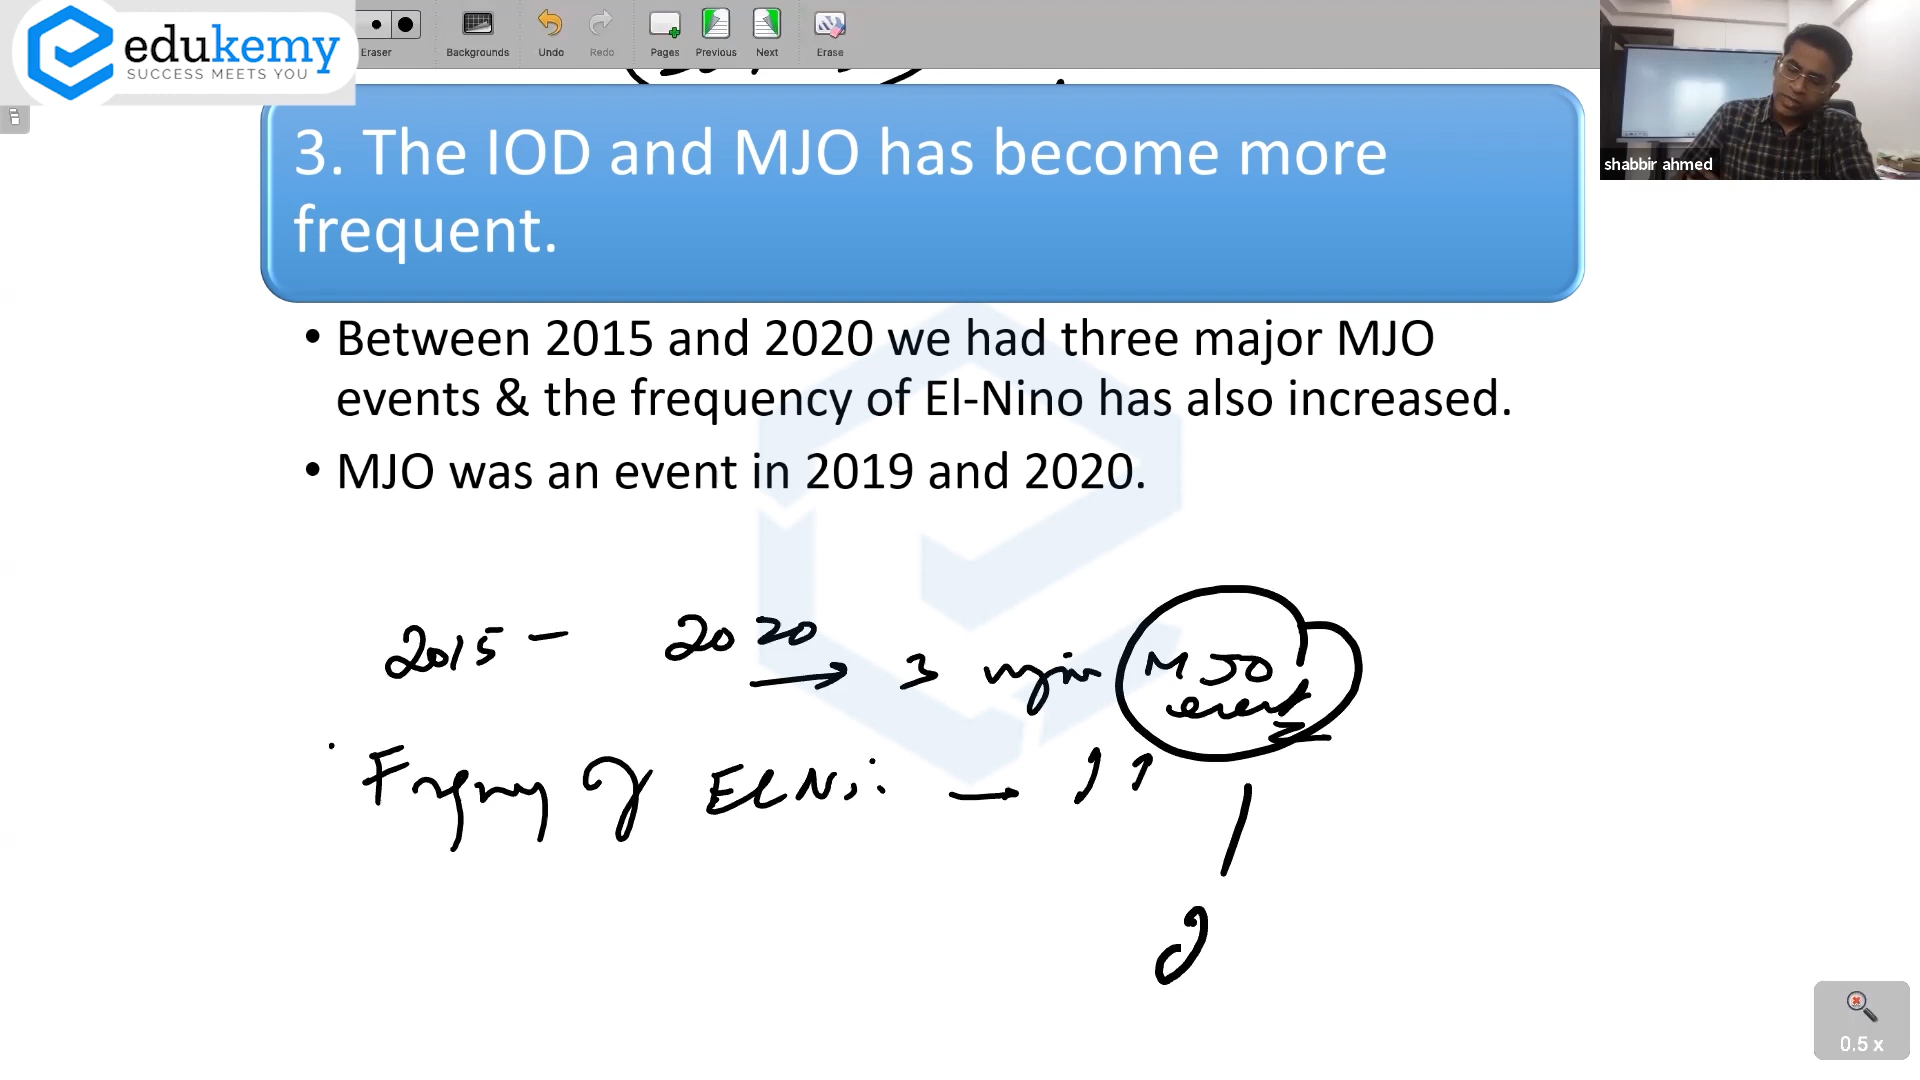 edukemy
SUCCESS MEETS YOU
Eraser
Backgrounds
Undo
Redo
Pages
Previous
Next
Erase
shabbir ahmed
3. The IOD and MJO has become more
frequent.
• Between 2015 and 2020 we had three major MJO
events & the frequency of El-Nino has also increased.
• MJO was an event in 2019 and 2020.
2015 – 2020 → 3 major MJO
event
Frequency of El Ni: →
0.5 x